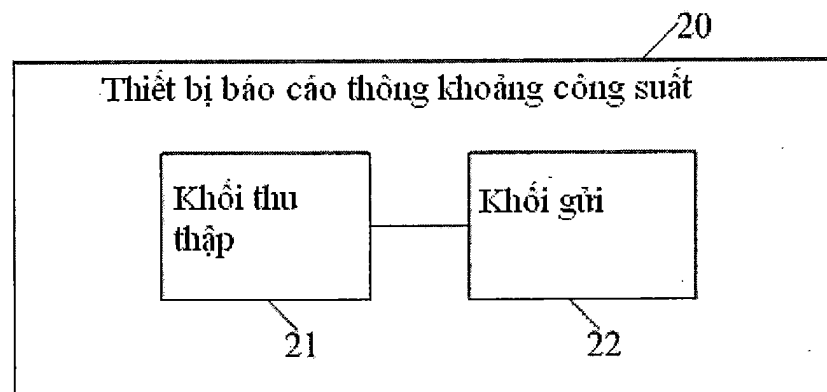 20
Thiết bị báo cáo thông khoảng công suất
Khối thu
thập
Khối gửi
21
22